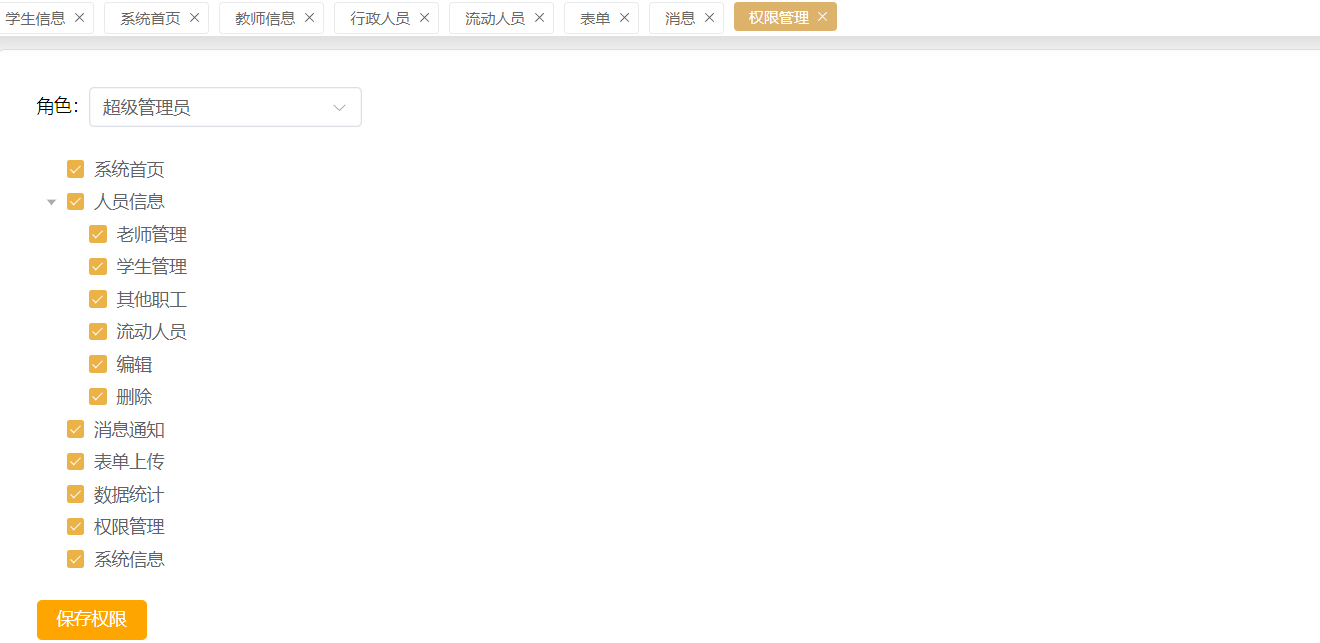 学生信息 系统首页 教师信息 行政人员 流动人员 表单 消息 权限管理
角色： 超级管理员
系统首页
人员信息
老师管理
学生管理
其他职工
流动人员
编辑
删除
消息通知
表单上传
数据统计
权限管理
系统信息
保存权限